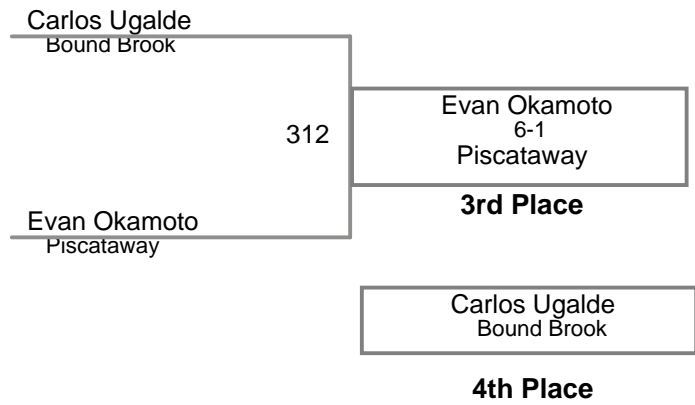 Carlos Ugalde
Bound Brook
312
Evan Okamoto
6-1
Piscataway
3rd Place
Evan Okamoto
Piscataway
Carlos Ugalde
Bound Brook
4th Place